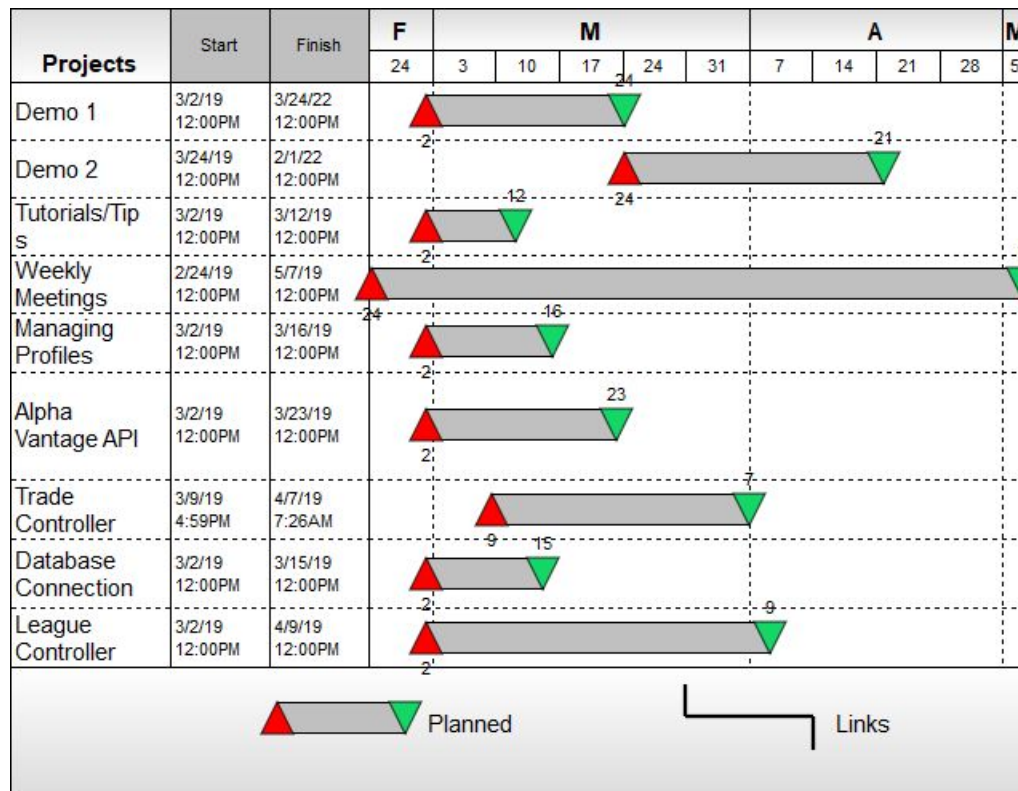 Projects Start Finish F M A M
24 3 10 17 24 31 7 14 21 28 5
Demo 1 3/2/19 12:00PM 3/24/22 12:00PM 2 24
Demo 2 3/24/19 12:00PM 2/1/22 12:00PM 24 21
Tutorials/Tip
s 3/2/19 12:00PM 3/12/19 12:00PM 2 12
Weekly
Meetings 2/24/19 12:00PM 5/7/19 12:00PM 24
Managing
Profiles 3/2/19 12:00PM 3/16/19 12:00PM 2 16
Alpha
Vantage API 3/2/19 12:00PM 3/23/19 12:00PM 2 23
Trade
Controller 3/9/19 4:59PM 4/7/19 7:26AM 9 7
Database
Connection 3/2/19 12:00PM 3/15/19 12:00PM 2 15
League
Controller 3/2/19 12:00PM 4/9/19 12:00PM 2 9
Planned Links